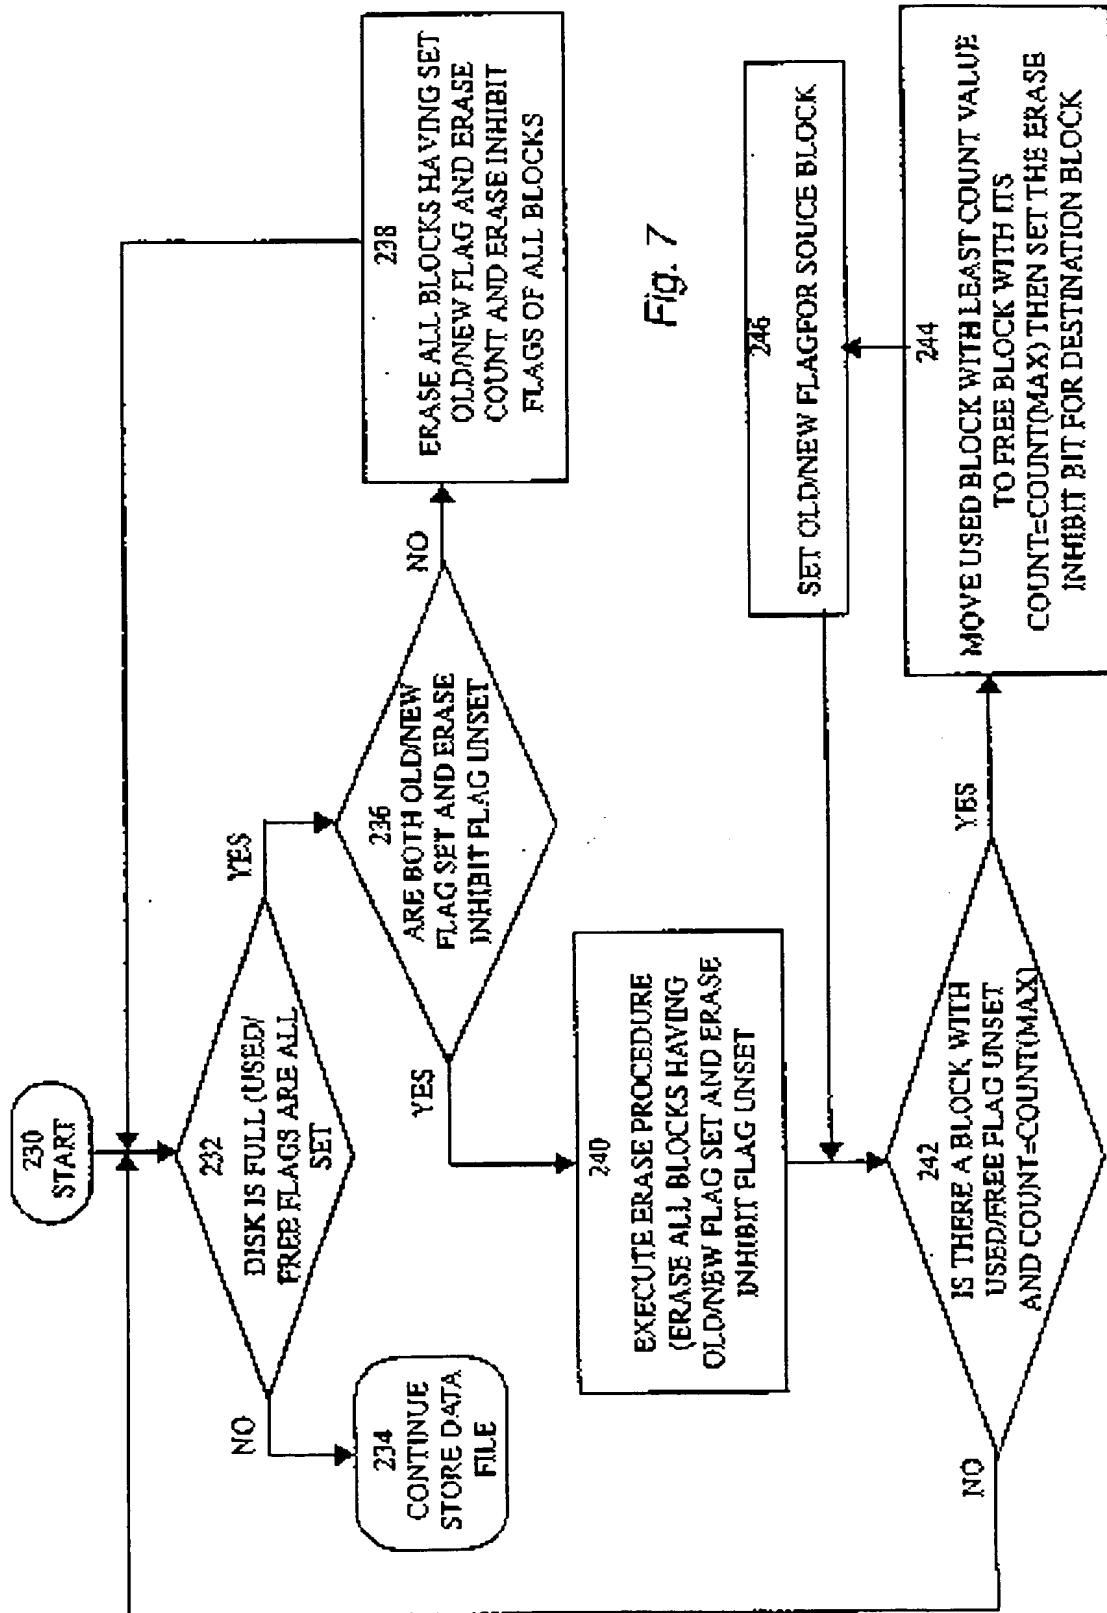 230
START
232
DISK IS FULL (USED/
FREE FLAGS ARE ALL
SET
NO
YES
234
CONTINUE
STORE DATA
FILE
236
ARE BOTH OLD/NEW
FLAG SET AND ERASE
INHIBIT FLAG UNSET
NO
YES
238
ERASE ALL BLOCKS HAVING SET
OLD/NEW FLAG AND ERASE
COUNT AND ERASE INHIBIT
FLAGS OF ALL BLOCKS
240
EXECUTE ERASE PROCEDURE
(ERASE ALL BLOCKS HAVING
OLD/NEW FLAG SET AND ERASE
INHIBIT FLAG UNSET
242
IS THERE A BLOCK WITH
USED/FREE FLAG UNSET
AND COUNT=COUNT(MAX)
NO
YES
244
MOVE USED BLOCK WITH LEAST COUNT VALUE
TO FREE BLOCK WITH ITS
COUNT=COUNT(MAX) THEN SET THE ERASE
INHIBIT BIT FOR DESTINATION BLOCK
246
SET OLD/NEW FLAGFOR SOUCE BLOCK
Fig. 7